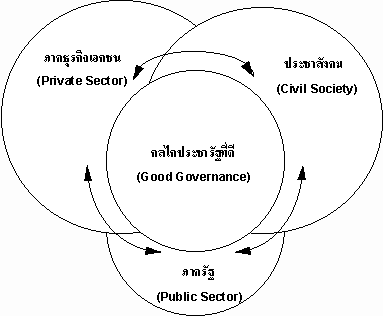 ภาคธุรกิจเอกชน
(Private Sector)
ประชาสังคม
(Civil Society)
กลไกประชารัฐที่ดี
(Good Governance)
ภาครัฐ
(Public Sector)